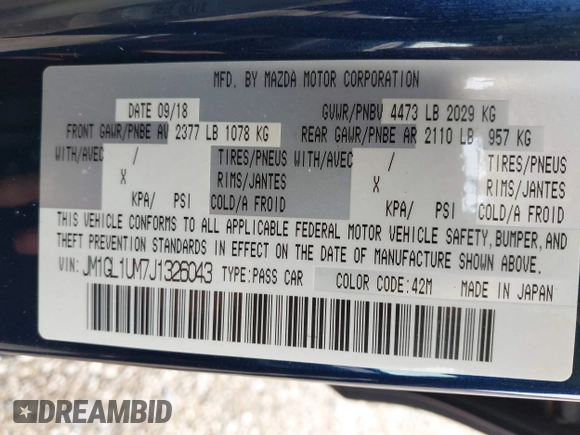 MFD. BY MAZDA MOTOR CORPORATION
DATE 09/18 GVWR/PNBV 4473 LB 2029 KG
FRONT GAWR/PNBE AV 2377 LB 1078 KG REAR GAWR/PNBE AR 2110 LB 957 KG
WITH/AVEC / TIRES/PNEUS WITH/AVEC / TIRES/PNEUS
X RIMS/JANTES X RIMS/JANTES
KPA/ PSI COLD/A FROID KPA/ PSI COLD/A FROID
THIS VEHICLE CONFORMS TO ALL APPLICABLE FEDERAL MOTOR VEHICLE SAFETY, BUMPER, AND
THEFT PREVENTION STANDARDS IN EFFECT ON THE DATE OF MANUFACTURE SHOWN ABOVE.
VIN: JM1GL1UM7J1326043 TYPE:PASS CAR COLOR CODE:42M MADE IN JAPAN
DREAMBID